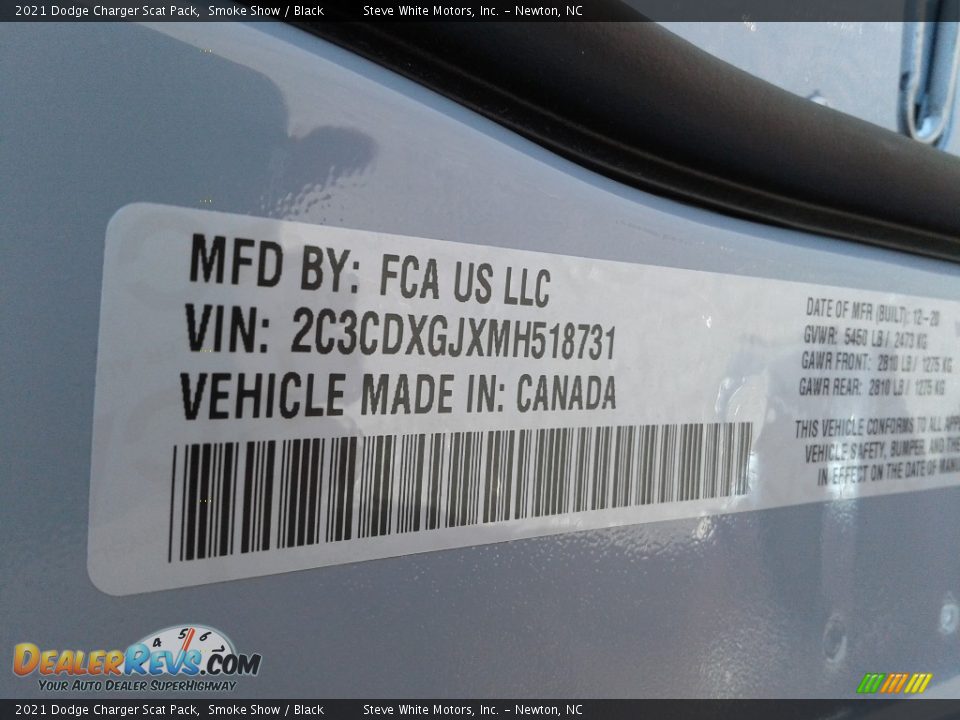 2021 Dodge Charger Scat Pack, Smoke Show / Black Steve White Motors, Inc. - Newton, NC
MFD BY: FCA US LLC
VIN: 2C3CDXGJXMH518731
VEHICLE MADE IN: CANADA
DATE OF MFR (BUILT): 12-20
GVWR: 5450 LB / 2473 KG
GAWR FRONT: 2810 LB / 1275 KG
GAWR REAR: 2810 LB / 1275 KG
THIS VEHICLE CONFORMS TO ALL
VEHICLE SAFETY, BUMPER, AND
IN EFFECT ON THE DATE OF
4 5 6
DEALERREVS.COM
YOUR AUTO DEALER SUPERHIGHWAY
2021 Dodge Charger Scat Pack, Smoke Show / Black Steve White Motors, Inc. - Newton, NC